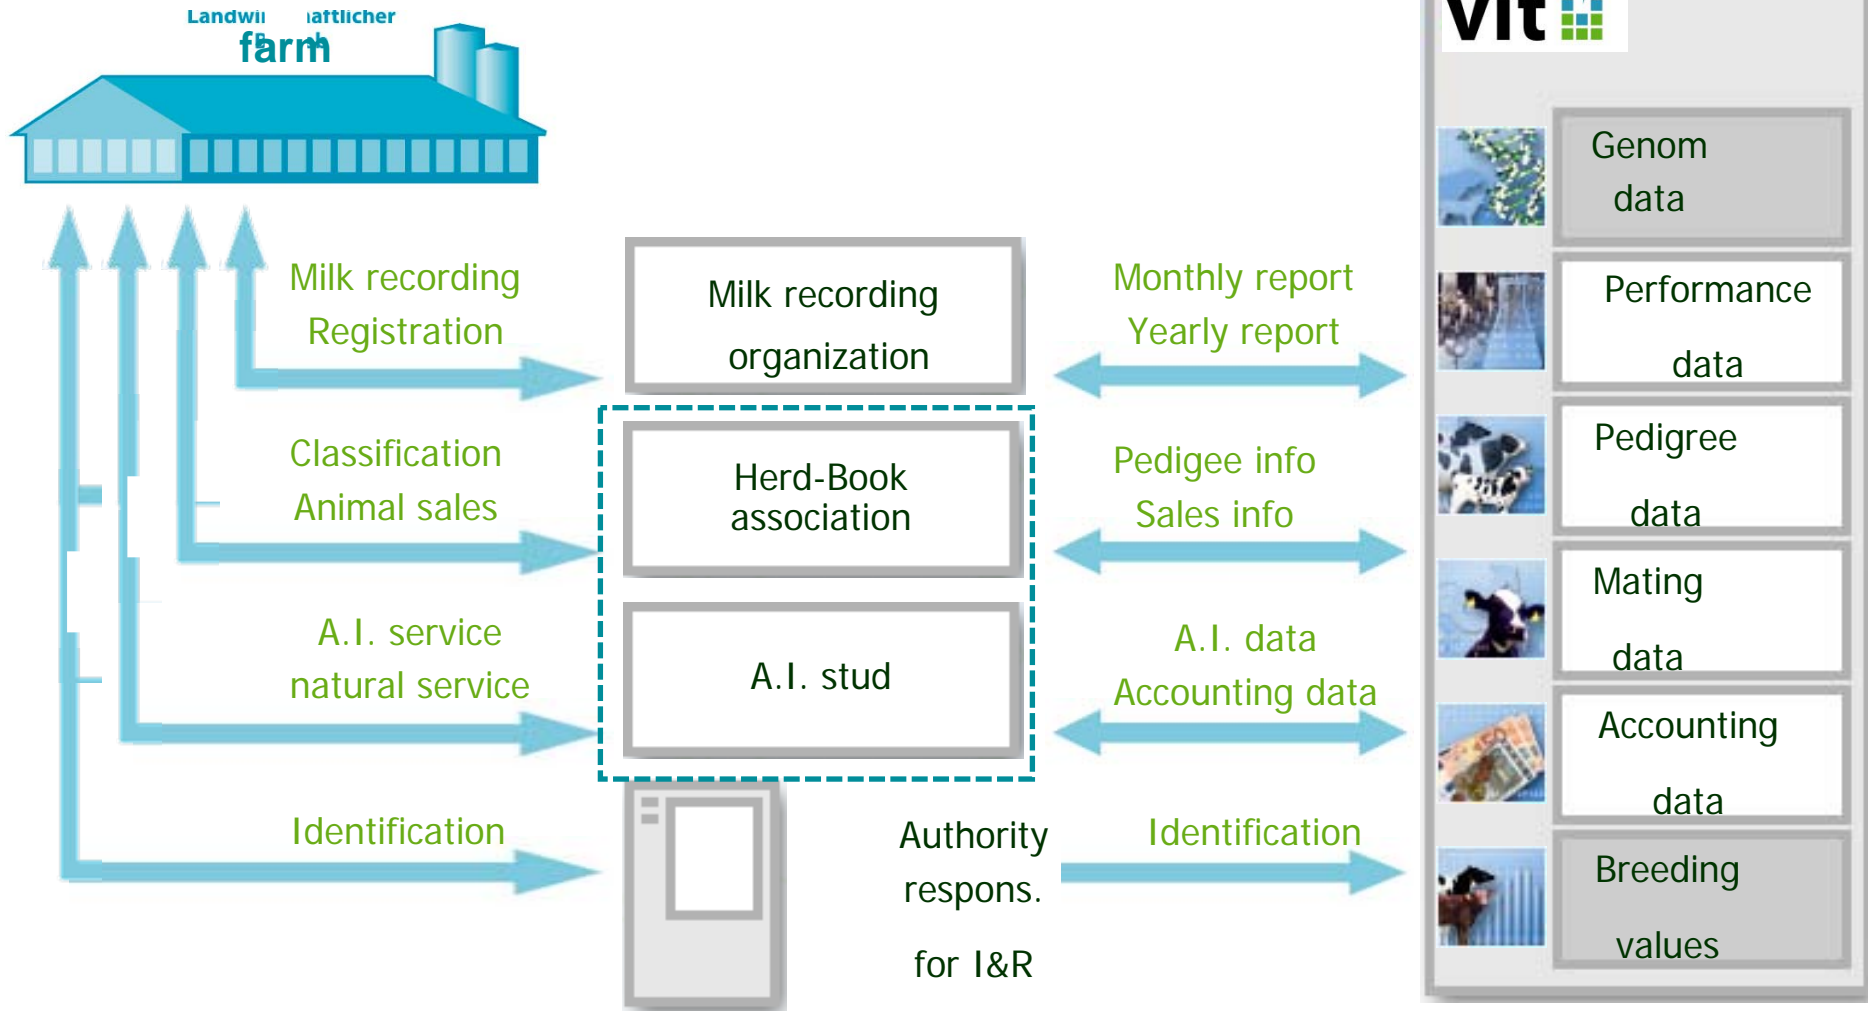 farm
vit
Milk recording
Registration
Milk recording
organization
Monthly report
Yearly report
Classification
Animal sales
Herd-Book
association
Pedigee info
Sales info
A.I. service
natural service
A.I. stud
A.I. data
Accounting data
Identification
Authority
respons.
for I&R
Identification
Genom
data
Performance
data
Pedigree
data
Mating
data
Accounting
data
Breeding
values